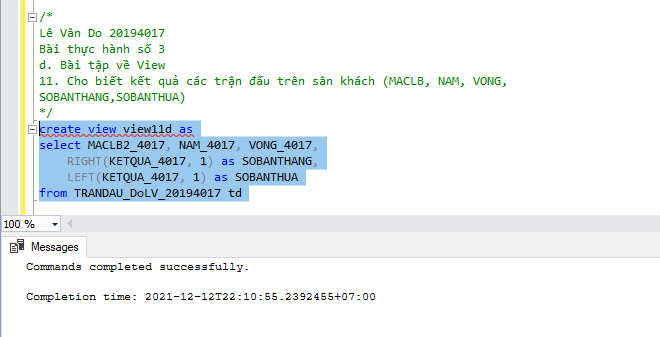 /*
Lê Văn Do 20194017
Bài thực hành số 3
d. Bài tập về View
11. Cho biết kết quả các trận đấu trên sân khách (MACLB, NAM, VONG,
SOBANTHANG,SOBANTHUA)
*/
create view view11d as
select MACLB2_4017, NAM_4017, VONG_4017,
RIGHT(KETQUA_4017, 1) as SOBANTHANG,
LEFT(KETQUA_4017, 1) as SOBANTHUA
from TRANDAU_DoLV_20194017 td
100 %
Messages
Commands completed successfully.
Completion time: 2021-12-12T22:10:55.2392455+07:00